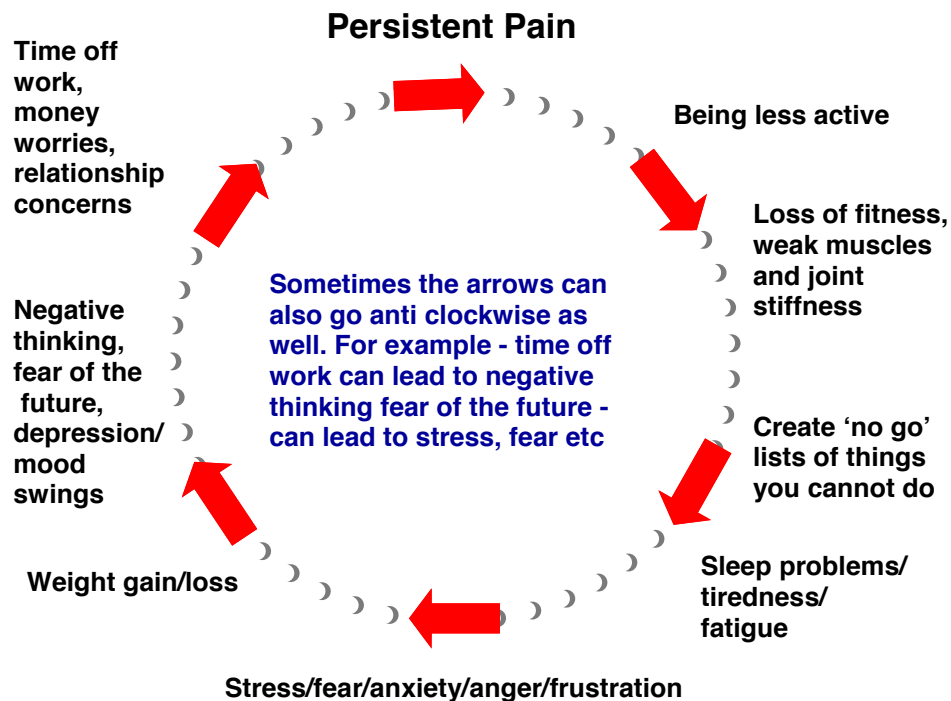 Persistent Pain
Being less active
Loss of fitness,
weak muscles
and joint
stiffness
Create ‘no go’
lists of things
you cannot do
Sleep problems/
tiredness/
fatigue
Stress/fear/anxiety/anger/frustration
Weight gain/loss
Negative
thinking,
fear of the
future,
depression/
mood
swings
Time off
work,
money
worries,
relationship
concerns
Sometimes the arrows can
also go anti clockwise as
well. For example - time off
work can lead to negative
thinking fear of the future -
can lead to stress, fear etc